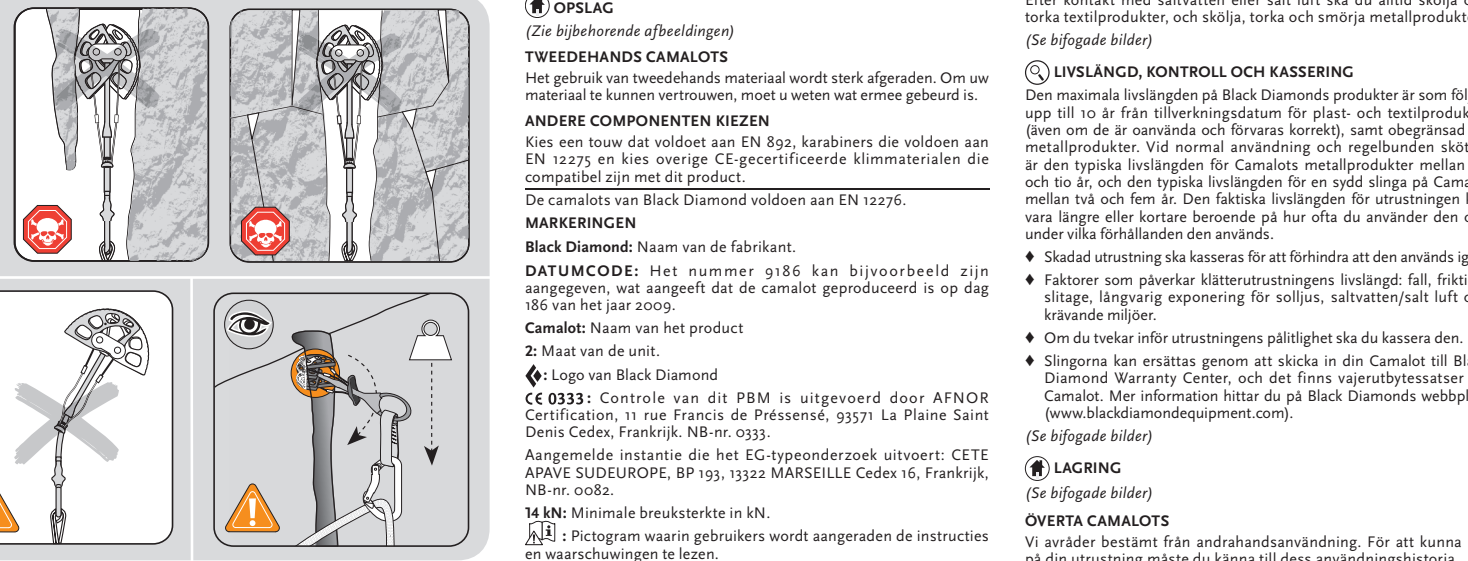 OPSLAG
(Zie bijbehorende afbeeldingen)
TWEEDEHANDS CAMALOTS
Het gebruik van tweedehands materiaal wordt sterk afgeraden. Om uw
materiaal te kunnen vertrouwen, moet u weten wat ermee gebeurd is.
ANDERE COMPONENTEN KIEZEN
Kies een touw dat voldoet aan EN 892, karabiners die voldoen aan
EN 12275 en kies overige CE-gecertificeerde klimmaterialen die
compatibel zijn met dit product.
De camalots van Black Diamond voldoen aan EN 12276.
MARKERINGEN
Black Diamond: Naam van de fabrikant.
DATUMCODE: Het nummer 9186 kan bijvoorbeeld zijn
aangegeven, wat aangeeft dat de camalot geproduceerd is op dag
186 van het jaar 2009.
Camalot: Naam van het product
2: Maat van de unit.
: Logo van Black Diamond
CE 0333: Controle van dit PBM is uitgevoerd door AFNOR
Certification, 11 rue Francis de Préssensé, 93571 La Plaine Saint
Denis Cedex, Frankrijk. NB-nr. 0333.
Aangemelde instantie die het EG-typeonderzoek uitvoert: CETE
APAVE SUDEUROPE, BP 193, 13322 MARSEILLE Cedex 16, Frankrijk,
NB-nr. 0082.
14 kN: Minimale breuksterkte in kN.
: Pictogram waarin gebruikers wordt aangeraden de instructies
en waarschuwingen te lezen.
Efter kontakt med saltvatten eller salt luft ska du alltid skölja
torka textilprodukter, och skölja, torka och smörja
(Se bifogade bilder)
LIVSLÄNGD, KONTROLL OCH KASSERING
Den maximala livslängden på Black Diamonds produkter är som
upp till 10 år från tillverkningsdatum för plast- och
(även om de är oanvända och förvaras korrekt), samt obegränsad
metallprodukter. Vid normal användning och regelbunden
är den typiska livslängden för Camalots metallprodukter mellan
och tio år, och den typiska livslängden för en sydd slinga på
mellan två och fem år. Den faktiska livslängden för utrustningen
vara längre eller kortare beroende på hur ofta du använder den
under vilka förhållanden den används.
♦ Skadad utrustning ska kasseras för att förhindra att den används
♦ Faktorer som påverkar klätterutrustningens livslängd: fall,
slitage, långvarig exponering för solljus, saltvatten/salt luft
krävande miljöer.
♦ Om du tvekar inför utrustningens pålitlighet ska du kassera den.
♦ Slingorna kan ersättas genom att skicka in din Camalot till
Diamond Warranty Center, och det finns vajerutbytessatser
Camalot. Mer information hittar du på Black Diamonds
(www.blackdiamondequipment.com).
(Se bifogade bilder)
LAGRING
(Se bifogade bilder)
ÖVERTA CAMALOTS
Vi avråder bestämt från andrahandsanvändning. För att kunna
på din utrustning måste du känna till dess användningshistoria.